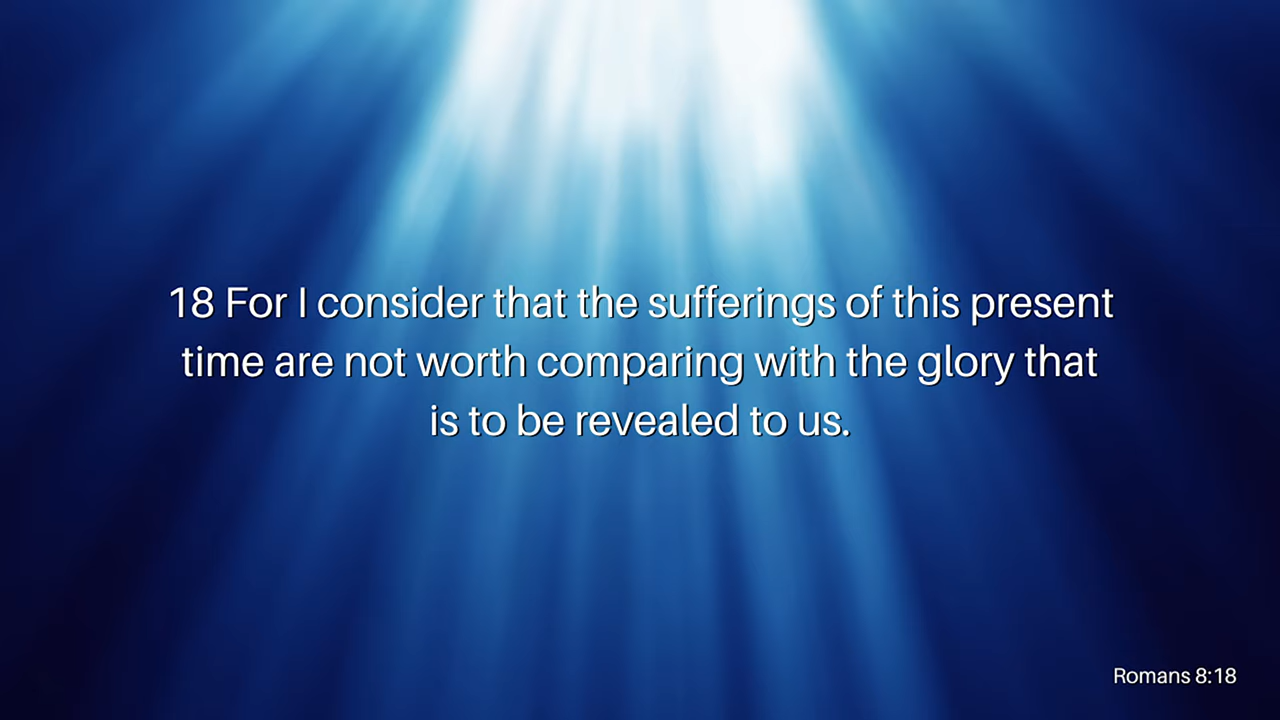 18 For I consider that the sufferings of this present
time are not worth comparing with the glory that
is to be revealed to us.
Romans 8:18